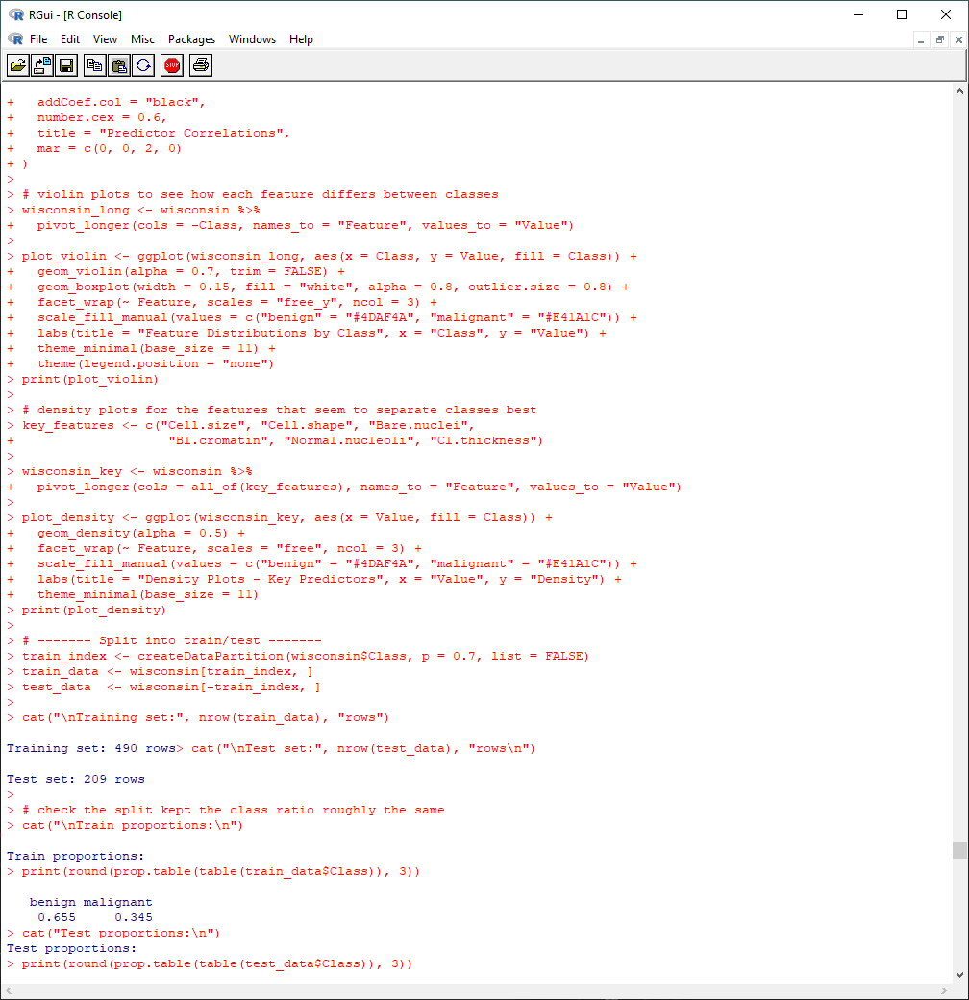 RGui - [R Console]
File Edit View Misc Packages Windows Help
STOP
+   addCoef.col = "black",
+   number.cex = 0.6,
+   title = "Predictor Correlations",
+   mar = c(0, 0, 2, 0)
+ )
>
> # violin plots to see how each feature differs between classes
> wisconsin_long <- wisconsin %>%
+   pivot_longer(cols = -Class, names_to = "Feature", values_to = "Value")
>
> plot_violin <- ggplot(wisconsin_long, aes(x = Class, y = Value, fill = Class)) +
+   geom_violin(alpha = 0.7, trim = FALSE) +
+   geom_boxplot(width = 0.15, fill = "white", alpha = 0.8, outlier.size = 0.8) +
+   facet_wrap(~ Feature, scales = "free_y", ncol = 3) +
+   scale_fill_manual(values = c("benign" = "#4DAF4A", "malignant" = "#E41A1C")) +
+   labs(title = "Feature Distributions by Class", x = "Class", y = "Value") +
+   theme_minimal(base_size = 11) +
+   theme(legend.position = "none")
> print(plot_violin)
>
> # density plots for the features that seem to separate classes best
> key_features <- c("Cell.size", "Cell.shape", "Bare.nuclei",
+                    "Bl.cromatin", "Normal.nucleoli", "Cl.thickness")
>
> wisconsin_key <- wisconsin %>%
+   pivot_longer(cols = all_of(key_features), names_to = "Feature", values_to = "Value")
>
> plot_density <- ggplot(wisconsin_key, aes(x = Value, fill = Class)) +
+   geom_density(alpha = 0.5) +
+   facet_wrap(~ Feature, scales = "free", ncol = 3) +
+   scale_fill_manual(values = c("benign" = "#4DAF4A", "malignant" = "#E41A1C")) +
+   labs(title = "Density Plots - Key Predictors", x = "Value", y = "Density") +
+   theme_minimal(base_size = 11)
> print(plot_density)
>
> # ------- Split into train/test -------
> train_index <- createDataPartition(wisconsin$Class, p = 0.7, list = FALSE)
> train_data <- wisconsin[train_index, ]
> test_data  <- wisconsin[-train_index, ]
>
> cat("\nTraining set:", nrow(train_data), "rows")

Training set: 490 rows> cat("\nTest set:", nrow(test_data), "rows\n")

Test set: 209 rows
>
> # check the split kept the class ratio roughly the same
> cat("\nTrain proportions:\n")

Train proportions:
> print(round(prop.table(table(train_data$Class)), 3))

   benign malignant
    0.655     0.345
> cat("Test proportions:\n")
Test proportions:
> print(round(prop.table(table(test_data$Class)), 3))